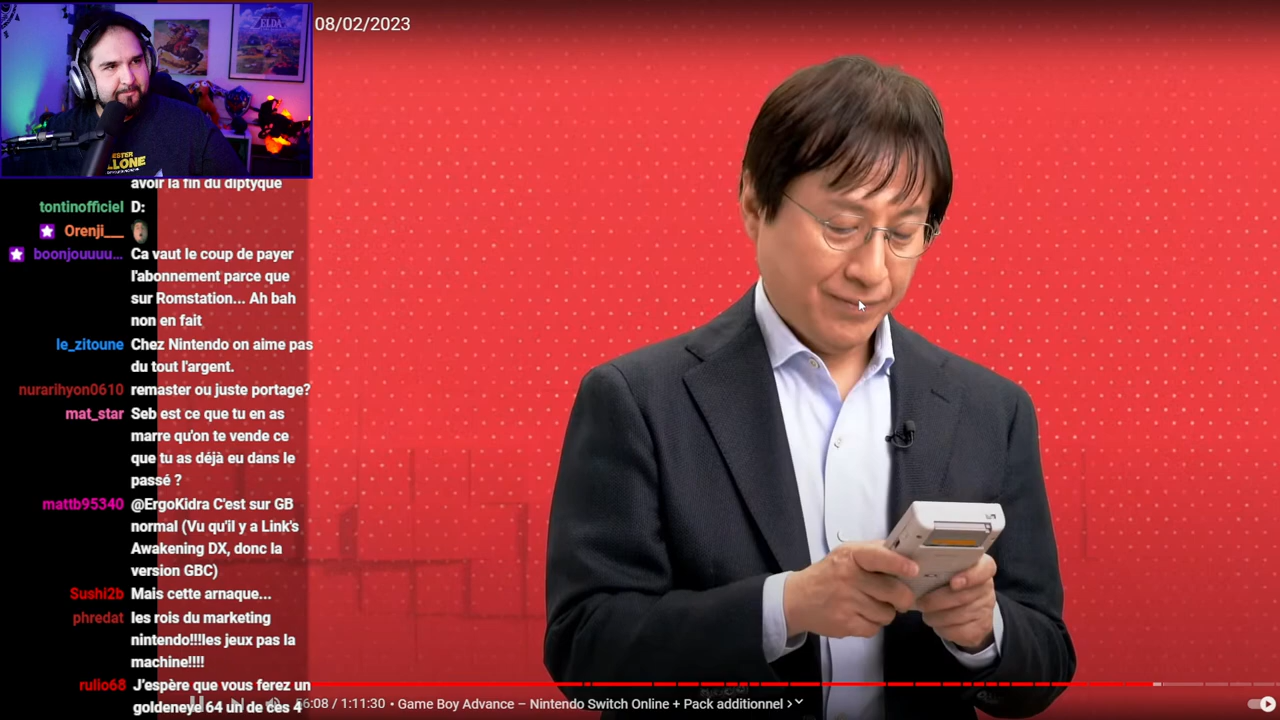 08/02/2023
ZELDA
avoir la fin du diptyque
tontinofficiel D:
Orenji___
boonjouuuu... Ca vaut le coup de payer
l'abonnement parce que
sur Romstation... Ah bah
non en fait
le_zitoune Chez Nintendo on aime pas
du tout l'argent.
nurarihyon0610 remaster ou juste portage?
mat_star Seb est ce que tu en as
marre qu'on te vende ce
que tu as déjà eu dans le
passé ?
mattb95340 @ErgoKidra C'est sur GB
normal (Vu qu'il y a Link's
Awakening DX, donc la
version GBC)
Sushi2b Mais cette arnaque...
phredat les rois du marketing
nintendo!!!les jeux pas la
machine!!!!
rulio68 J'espère que vous ferez un
goldeneye 64 un de ces 4
56:08 / 1:11:30 • Game Boy Advance – Nintendo Switch Online + Pack additionnel >